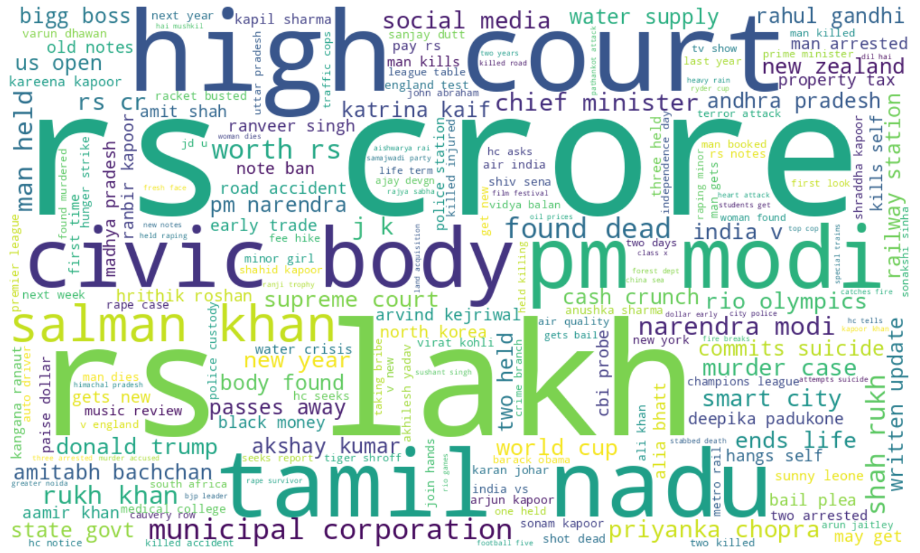 bigg boss
next year
hai mushkil
kapil sharma
social media
water supply
rahul gandhi
varun dhawan
old notes
us open
kareena kapoor
high court
sanjay dutt
pay rs
man kills
league table
england test
two years
killed road
john abraham
pathankot attack
tv show
last year
man killed
man arrested
prime minister
dil hai
new zealand
property tax
heavy rain
ryder cup
terror attack
uttar pradesh
traffic cops
racket busted
rs cr
amit shah
katrina kaif
chief minister
andhra pradesh
man held
rs crore
ranveer singh
woman dies
jd u
worth rs
note ban
aishwarya rai
samajwadi party
life term
ajay devgn
rajya sabha
road accident
pm narendra
early trade
fee hike
police station
killed injured
hc asks
air india
shiv sena
film festival
vidya balan
independence day
three held
raping minor
man booked
rs notes
man gets
heart attack
students get
woman found
top cop
first look
shraddha kapoor
kills self
railway station
sonakshi sinha
found murdered
hunger strike
first time
madhya pradesh
ranbir kapoor
fresh face
new notes
held raping
premier league
j k
get new
found dead
india v
two days
class x
oil prices
civic body
pm modi
minor girl
shahid kapoor
ranji trophy
land acquisition
held killing
forest dept
china sea
special trains
catches fire
next week
rape case
hrithik roshan
supreme court
arvind kejriwal
cash crunch
rio olympics
anushka sharma
dollar early
city police
hc tells
kapoor khan
salman khan
north korea
air quality
gets bail
narendra modi
new york
fire breaks
commits suicide
written update
rs lakh
water crisis
virat kohli
police custody
new year
body found
hc seeks
taking bribe
v new
akhilesh yadav
sushant singh
two held
crime branch
cbi probe
murder case
champions league
attempts suicide
smart city
kangana ranaut
auto driver
himachal pradesh
man dies
gets new
music review
v england
paise dollar
passes away
black money
donald trump
three arrested
murder accused
akshay kumar
seeks report
tiger shroff
barack obama
world cup
ali khan
alia bhatt
deepika padukone
stabbed death
ends life
hangs self
shah rukh
amitabh bachchan
greater noida
south africa
rape survivor
tamil nadu
join hands
rio games
karan johar
india vs
arjun kapoor
one held
metro rail
sunny leone
bail plea
two arrested
rukh khan
bjp leader
aamir khan
medical college
cauvery row
state govt
municipal corporation
sonam kapoor
shot dead
priyanka chopra
arun jaitley
may get
hc notice
killed accident
football five
two killed